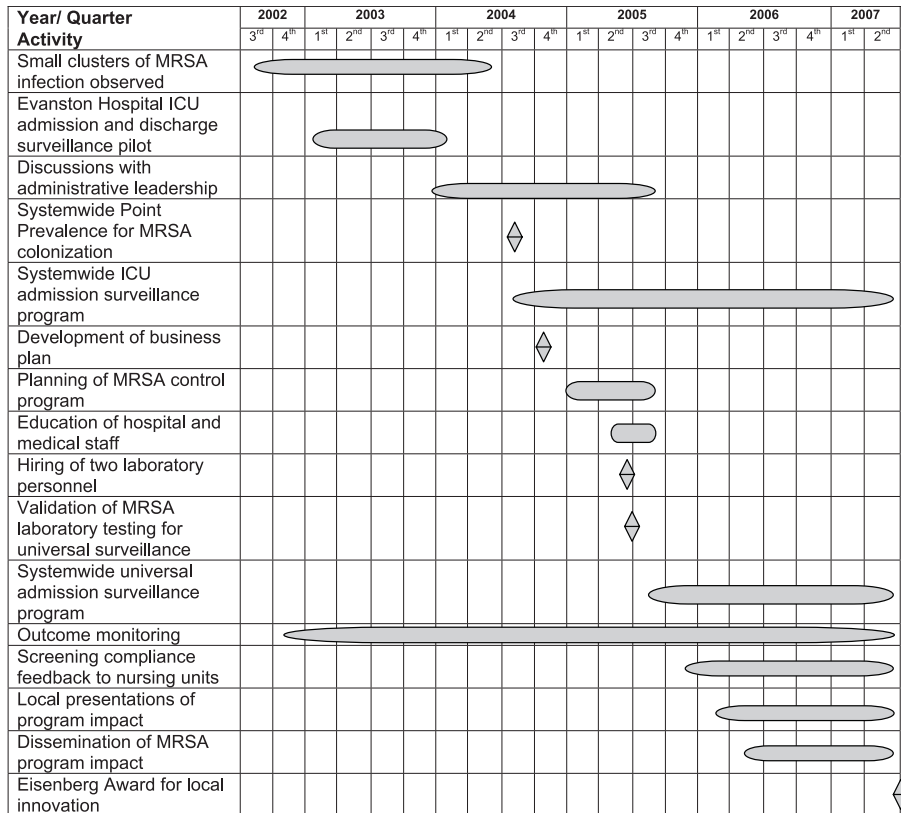 Year/ Quarter 2002 2003 2004 2005 2006 2007
Activity 3rd 4th 1st 2nd 3rd 4th 1st 2nd 3rd 4th 1st 2nd 3rd 4th 1st 2nd 3rd 4th 1st 2nd
Small clusters of MRSA
infection observed
Evanston Hospital ICU
admission and discharge
surveillance pilot
Discussions with
administrative leadership
Systemwide Point
Prevalence for MRSA
colonization
Systemwide ICU
admission surveillance
program
Development of business
plan
Planning of MRSA control
program
Education of hospital and
medical staff
Hiring of two laboratory
personnel
Validation of MRSA
laboratory testing for
universal surveillance
Systemwide universal
admission surveillance
program
Outcome monitoring
Screening compliance
feedback to nursing units
Local presentations of
program impact
Dissemination of MRSA
program impact
Eisenberg Award for local
innovation